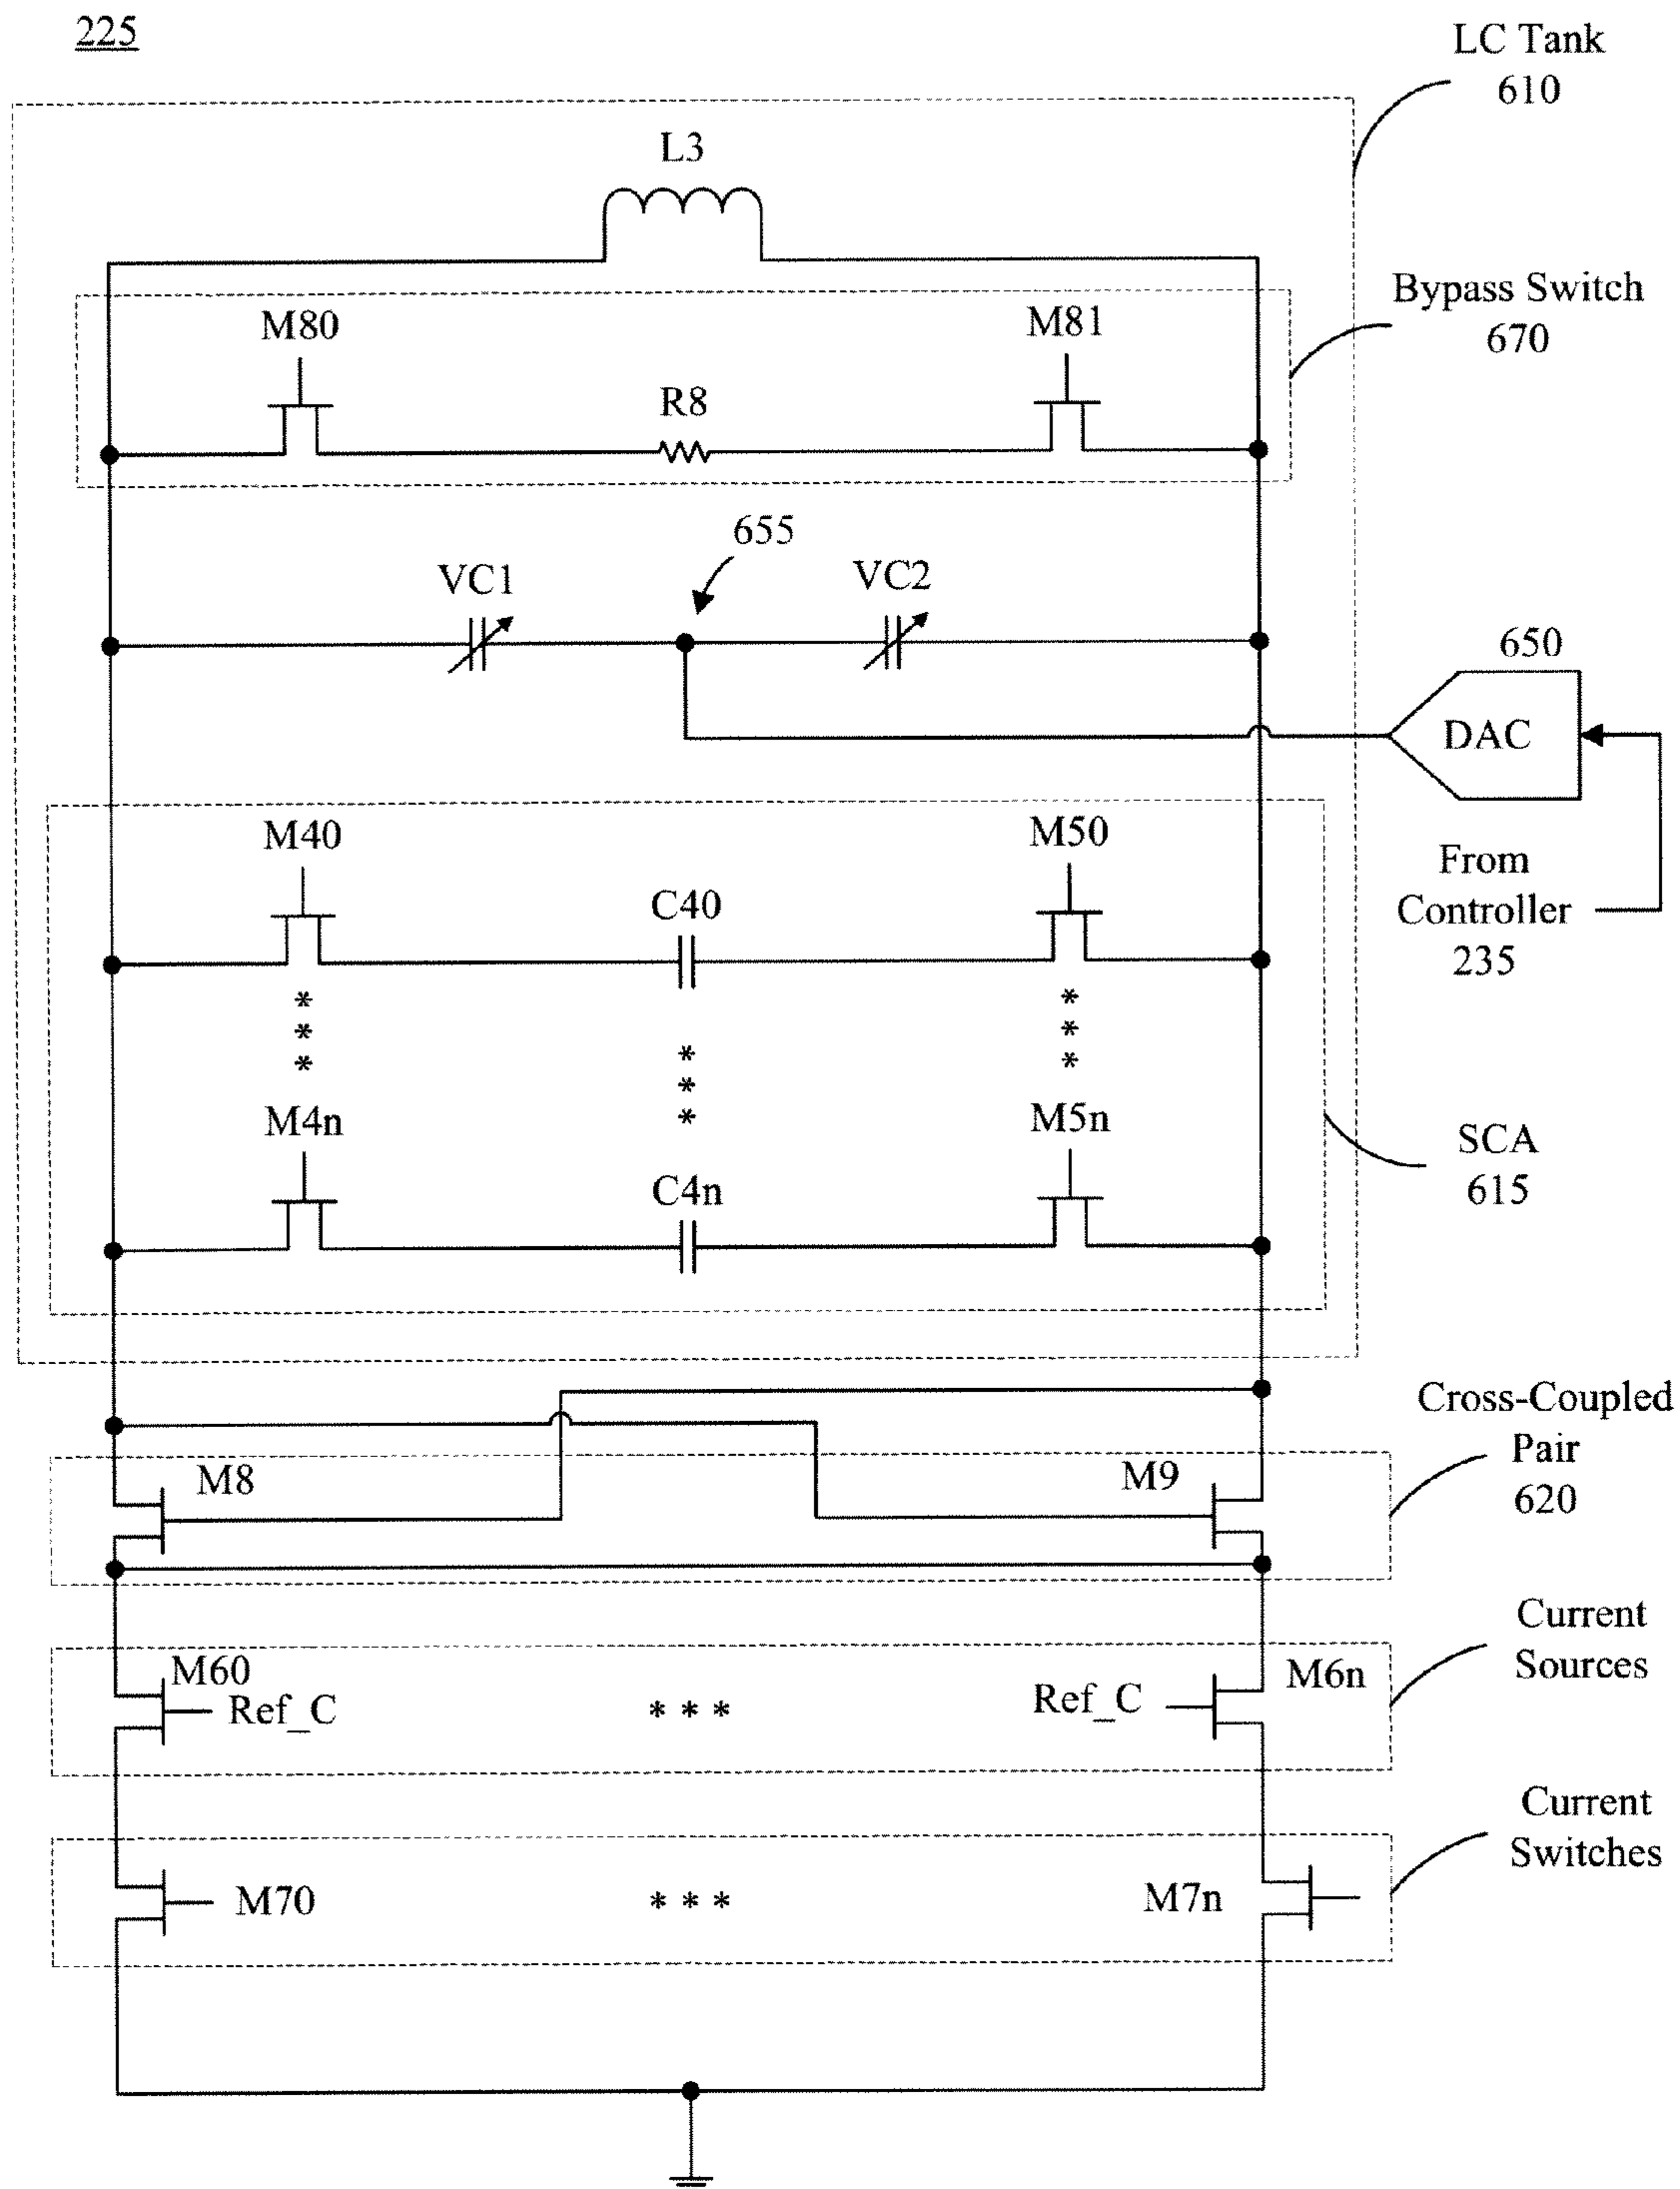 225
LC Tank
610
L3
Bypass Switch
670
M80
M81
R8
655
VC1
VC2
650
DAC
From
Controller
235
M40
M50
C40
* * *
* * *
* * *
M4n
M5n
C4n
SCA
615
Cross-Coupled
Pair
620
M8
M9
Current
Sources
M60
Ref_C
* * *
Ref_C
M6n
Current
Switches
M70
* * *
M7n